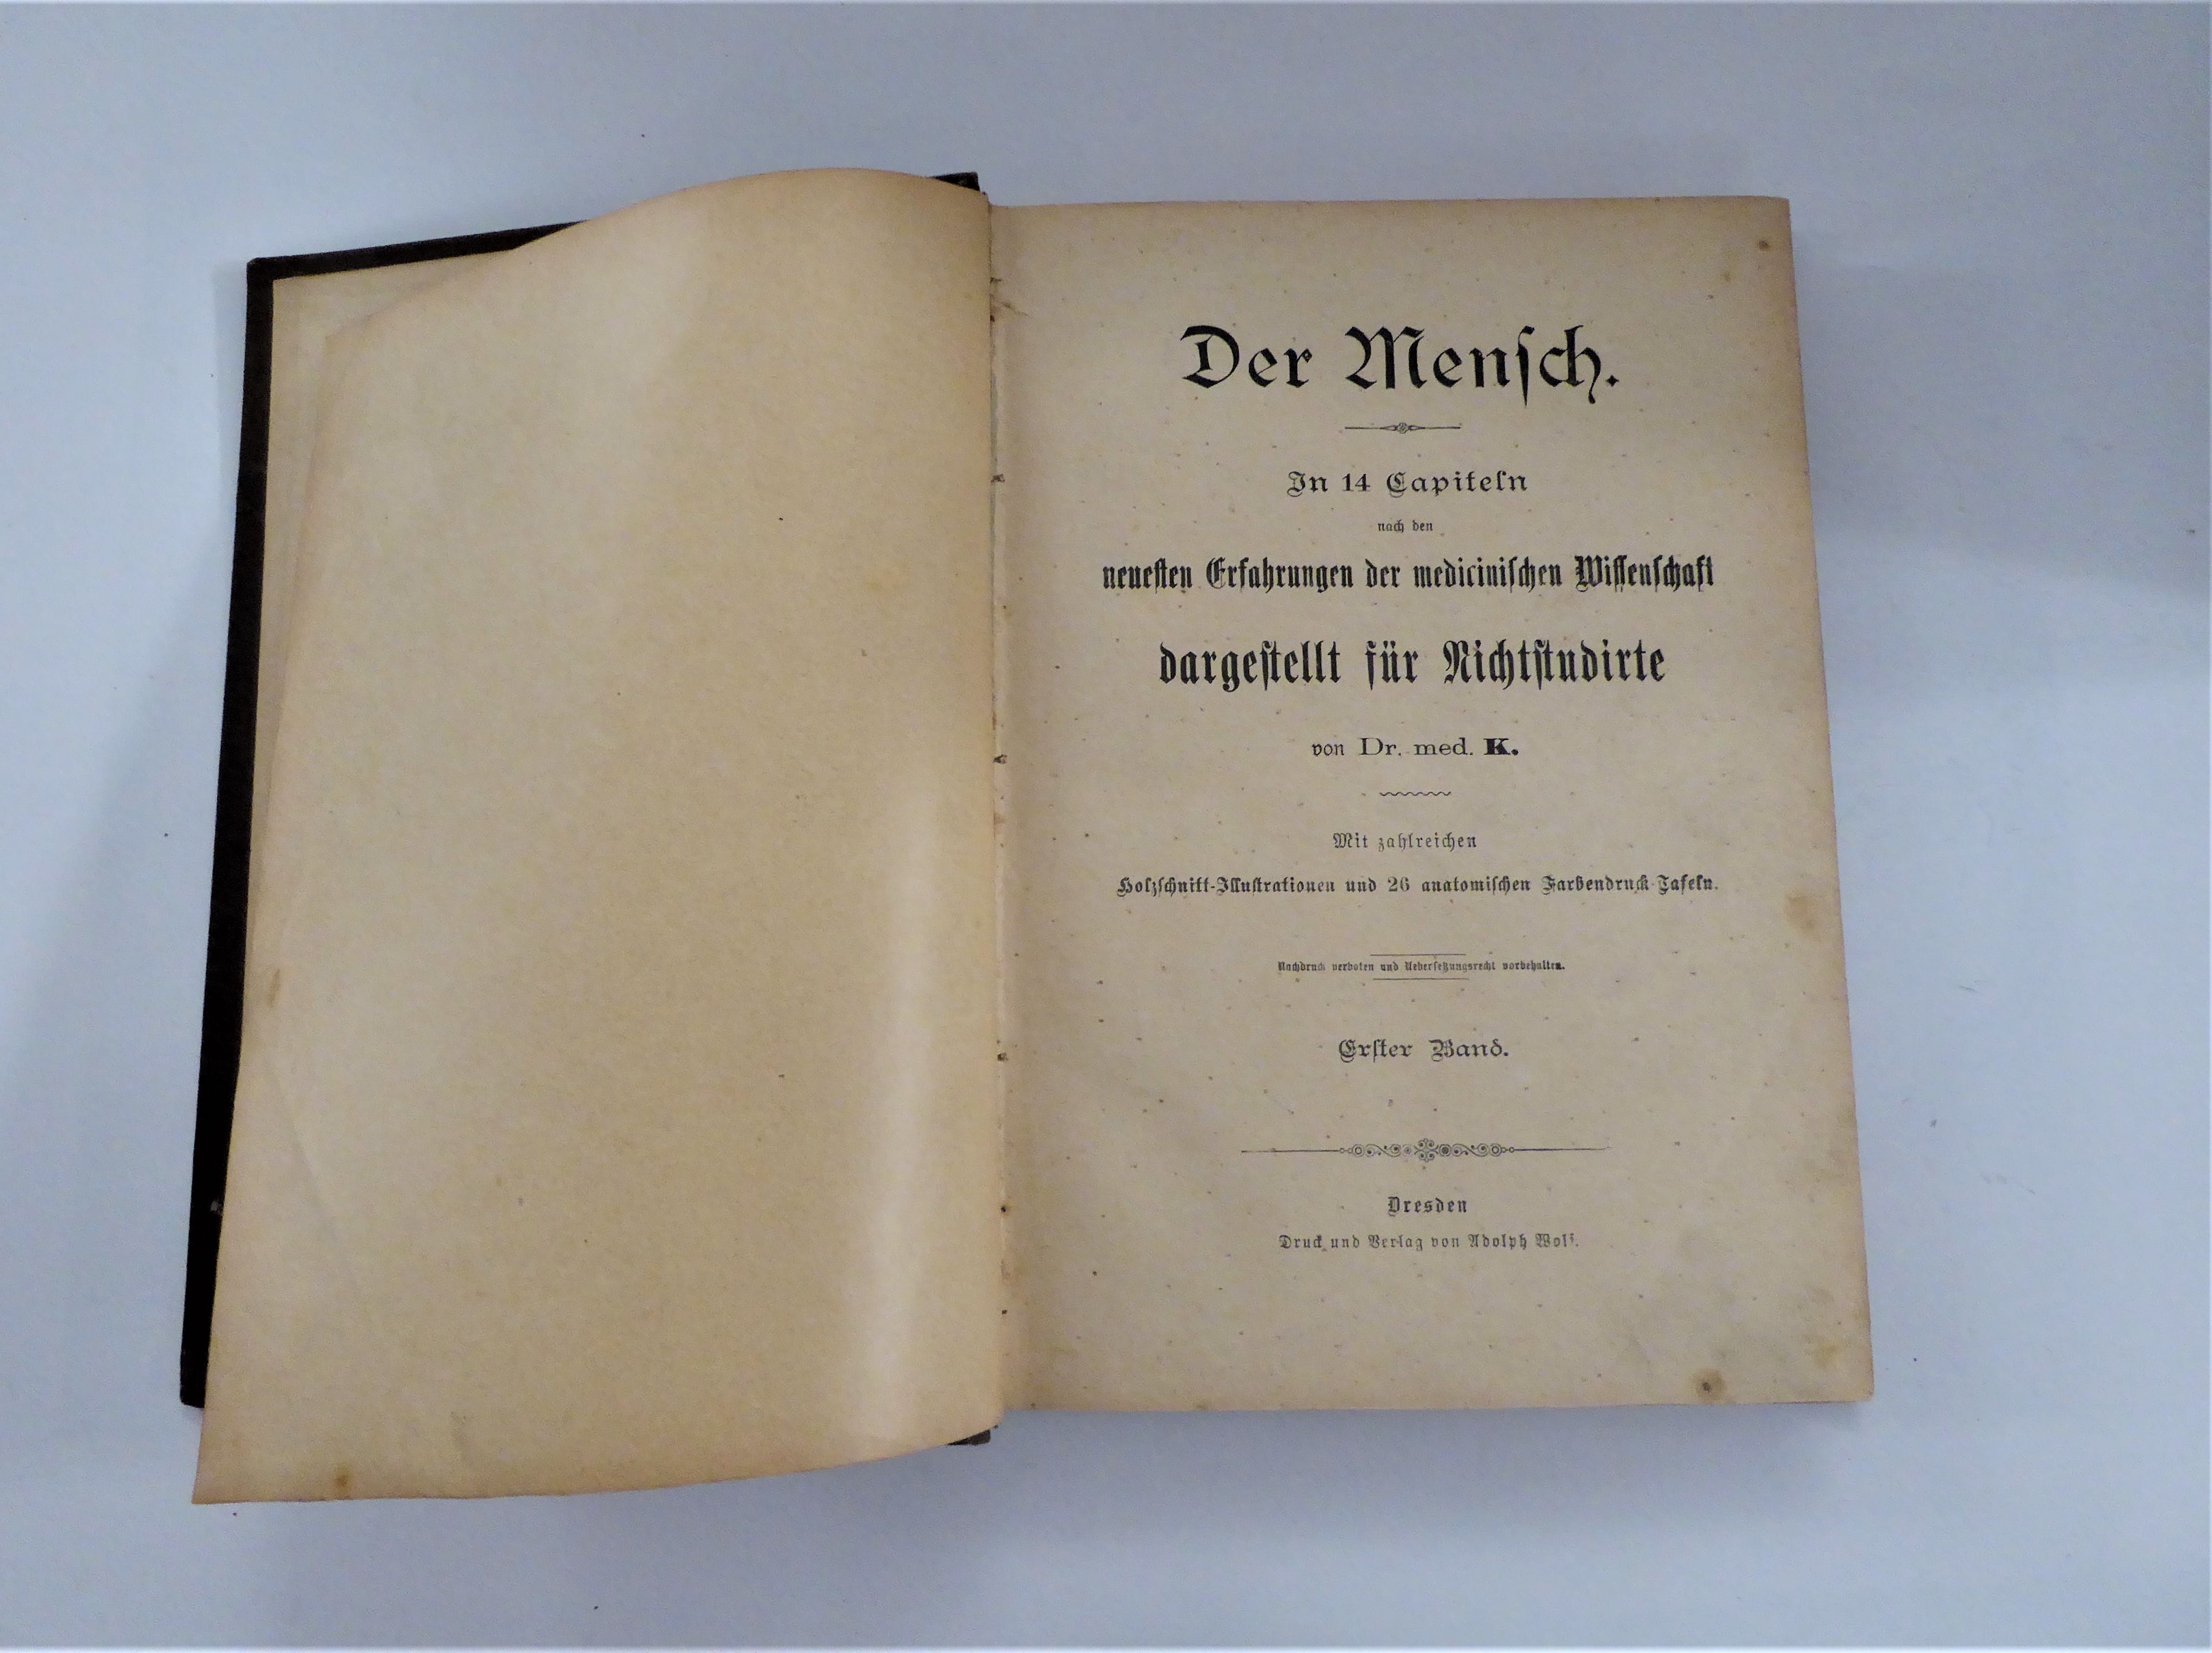 Der Menſch.
In 14 Capiteln
nach den
neueſten Erfahrungen der mediciniſchen Wiſſenſchaft
dargeſtellt für Nichtſtudirte
von Dr. med. K.
Mit zahlreichen
Holzſchnitt-Illuſtrationen und 26 anatomiſchen Farbendruck-Tafeln.
Nachdruck verboten und Ueberſetzungsrecht vorbehalten.
Erſter Band.
Dresden
Druck und Verlag von Adolph Wolf.